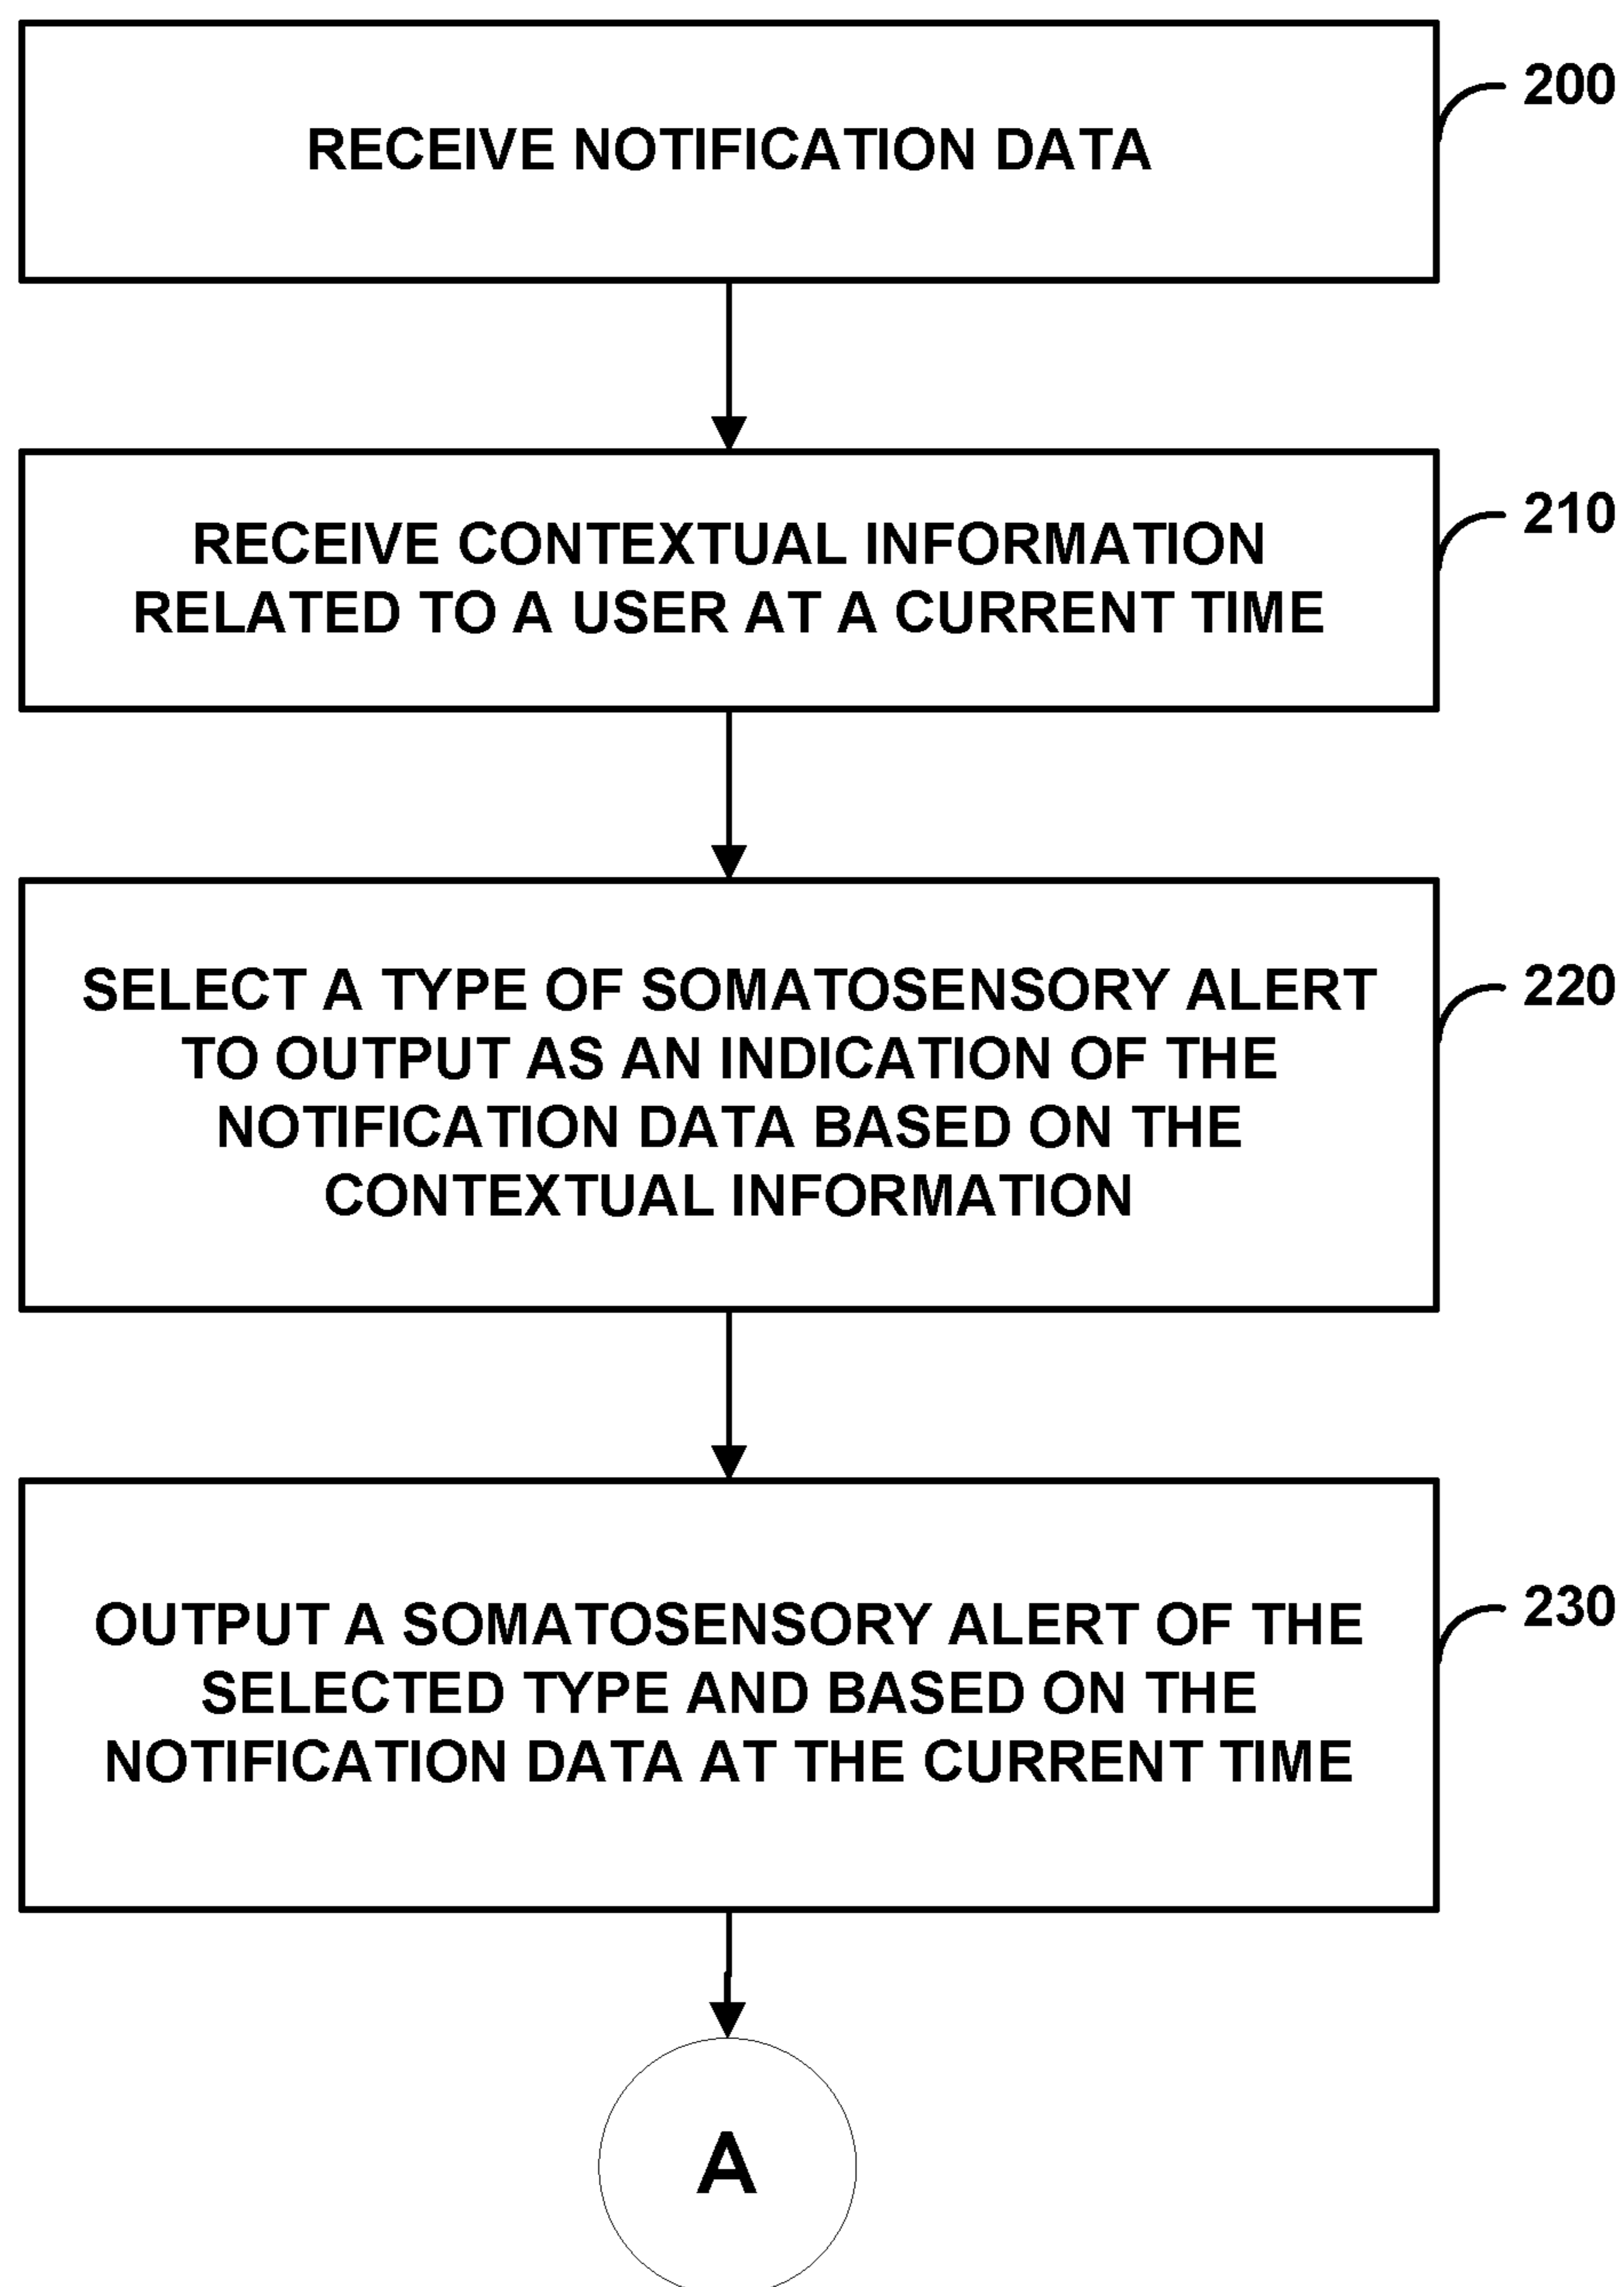 RECEIVE NOTIFICATION DATA
200
RECEIVE CONTEXTUAL INFORMATION
RELATED TO A USER AT A CURRENT TIME
210
SELECT A TYPE OF SOMATOSENSORY ALERT
TO OUTPUT AS AN INDICATION OF THE
NOTIFICATION DATA BASED ON THE
CONTEXTUAL INFORMATION
220
OUTPUT A SOMATOSENSORY ALERT OF THE
SELECTED TYPE AND BASED ON THE
NOTIFICATION DATA AT THE CURRENT TIME
230
A